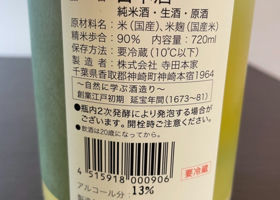 純米酒・生酒・原酒
原材料名：米(国産)、米麹(国産米)
精米歩合：90％ 内容量：720ml
保存方法：要冷蔵(10℃以下)
製造者：株式会社 寺田本家
千葉県香取郡神崎町神崎本宿1964
～自然に学ぶ酒造り～
創業江戸初期 延宝年間(1673～81)
●瓶内2次発酵により発泡する場合が
ございます。開栓時ご注意ください。
●飲酒は20歳になってから。
4 515918 000906
要冷蔵
アルコール分：13%